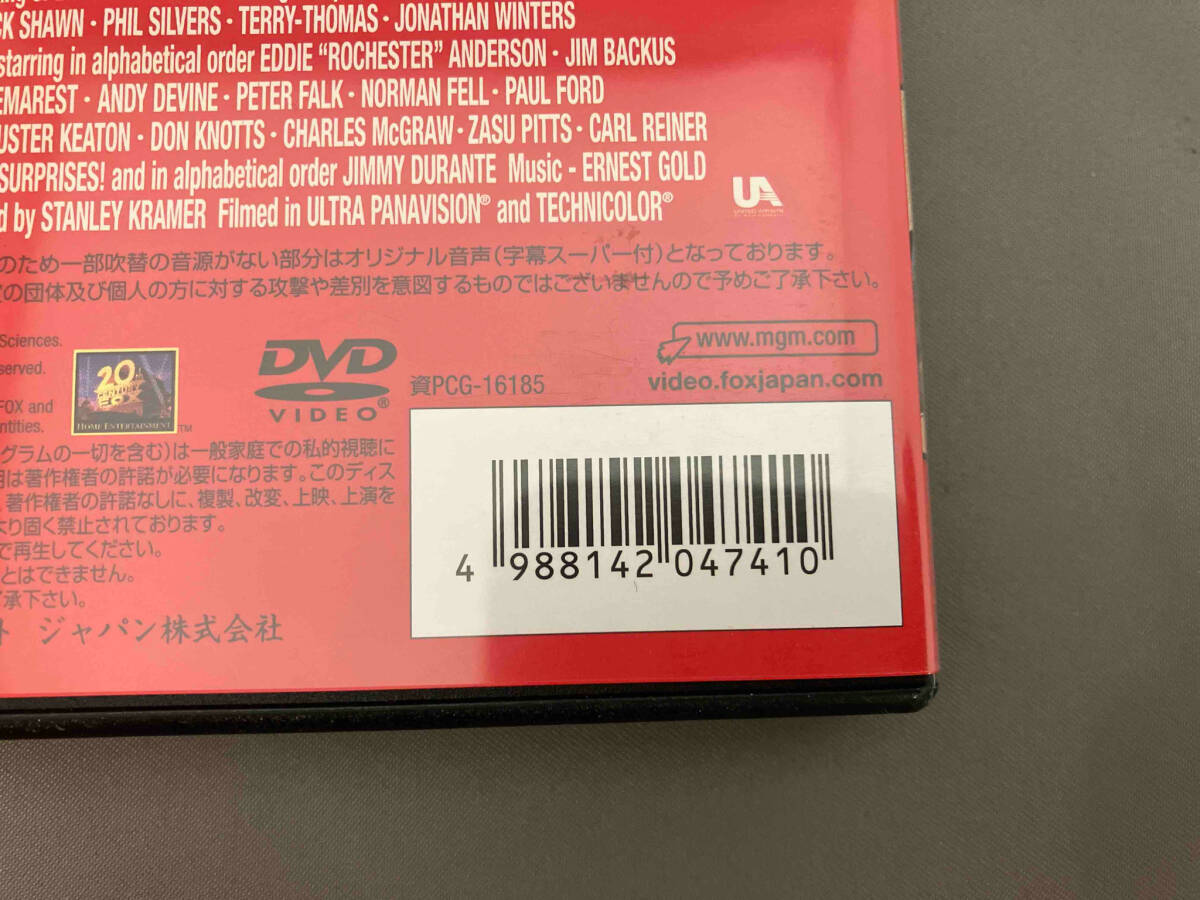 CK SHAWN • PHIL SILVERS • TERRY-THOMAS • JONATHAN WINTERS
starring in alphabetical order EDDIE “ROCHESTER” ANDERSON • JIM BACKUS
EMAREST • ANDY DEVINE • PETER FALK • NORMAN FELL • PAUL FORD
USTER KEATON • DON KNOTTS • CHARLES McGRAW • ZASU PITTS • CARL REINER
SURPRISES! and in alphabetical order JIMMY DURANTE Music - ERNEST GOLD
d by STANLEY KRAMER Filmed in ULTRA PANAVISION® and TECHNICOLOR®
UA
UNITED ARTISTS
のため一部吹替の音源がない部分はオリジナル音声(字幕スーパー付)となっております。
の団体及び個人の方に対する攻撃や差別を意図するものではございませんので予めご了承下さい。
Sciences.
served.
FOX and
ntities.
20th
CENTURY
FOX
HOME ENTERTAINMENT
TM
DVD
VIDEO®
資PCG-16185
www.mgm.com
video.foxjapan.com
グラムの一切を含む)は一般家庭での私的視聴に
用は著作権者の許諾が必要になります。このディス
、著作権者の許諾なしに、複製、改変、上映、上演を
より固く禁止されております。
で再生してください。
とはできません。
了承下さい。
ト ジャパン株式会社
4 988142 047410